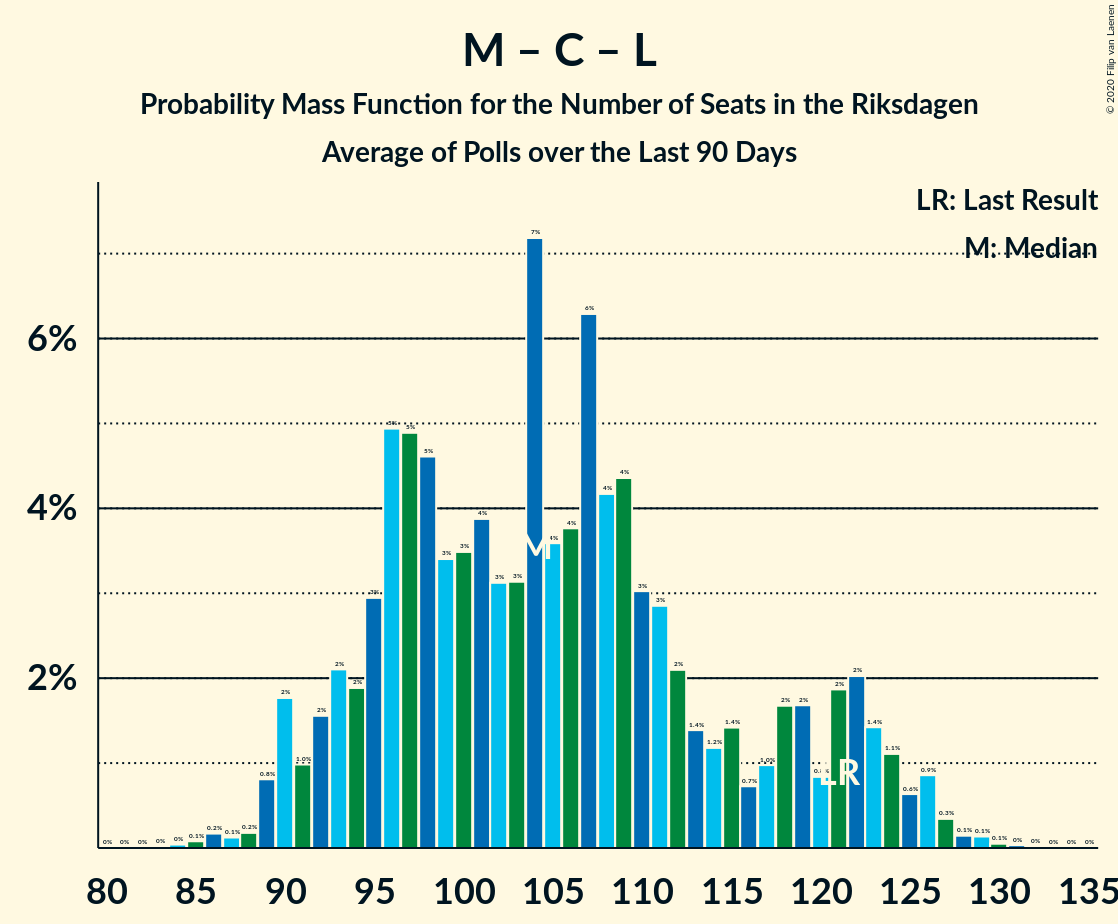 M – C – L
Probability Mass Function for the Number of Seats in the Riksdagen
Average of Polls over the Last 90 Days
© 2020 Filip van Laenen
LR: Last Result
M: Median
6%
4%
2%
0% 0% 0% 0% 0% 0.1% 0.2% 0.1% 0.2% 0.8% 2% 1.0% 2% 2% 2% 3% 5% 5% 5% 3% 3% 4% 3% 3% 7% 4% 4% 6% 4% 4% 3% 3% 2% 1.4% 1.2% 1.4% 0.7% 1.0% 2% 2% 2% 2% 1.4% 1.1% 0.6% 0.9% 0.3% 0.1% 0.1% 0.1% 0% 0% 0% 0% 0%
M
LR
80 85 90 95 100 105 110 115 120 125 130 135